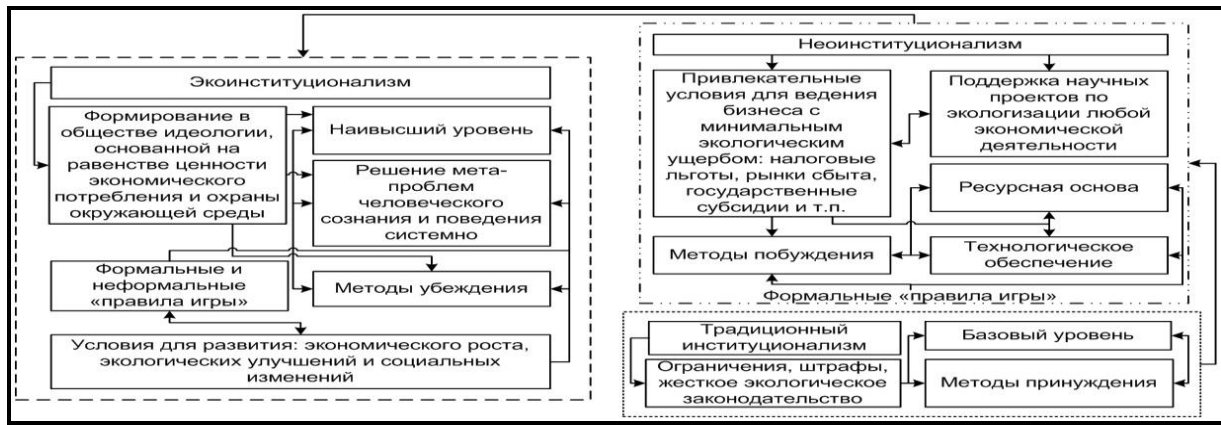 Экоинституционализм
Формирование в
обществе идеологии,
основанной на
равенстве ценности
экономического
потребления и охраны
окружающей среды
Наивысший уровень
Решение мета-
проблем
человеческого
сознания и поведения
системно
Формальные и
неформальные
«правила игры»
Методы убеждения
Условия для развития: экономического роста,
экологических улучшений и социальных
изменений
Неоинституционализм
Привлекательные
условия для ведения
бизнеса с
минимальным
экологическим
ущербом: налоговые
льготы, рынки сбыта,
государственные
субсидии и т.п.
Поддержка научных
проектов по
экологизации любой
экономической
деятельности
Ресурсная основа
Методы побуждения
Технологическое
обеспечение
Формальные «правила игры»
Традиционный
институционализм
Базовый уровень
Ограничения, штрафы,
жесткое экологическое
законодательство
Методы принуждения